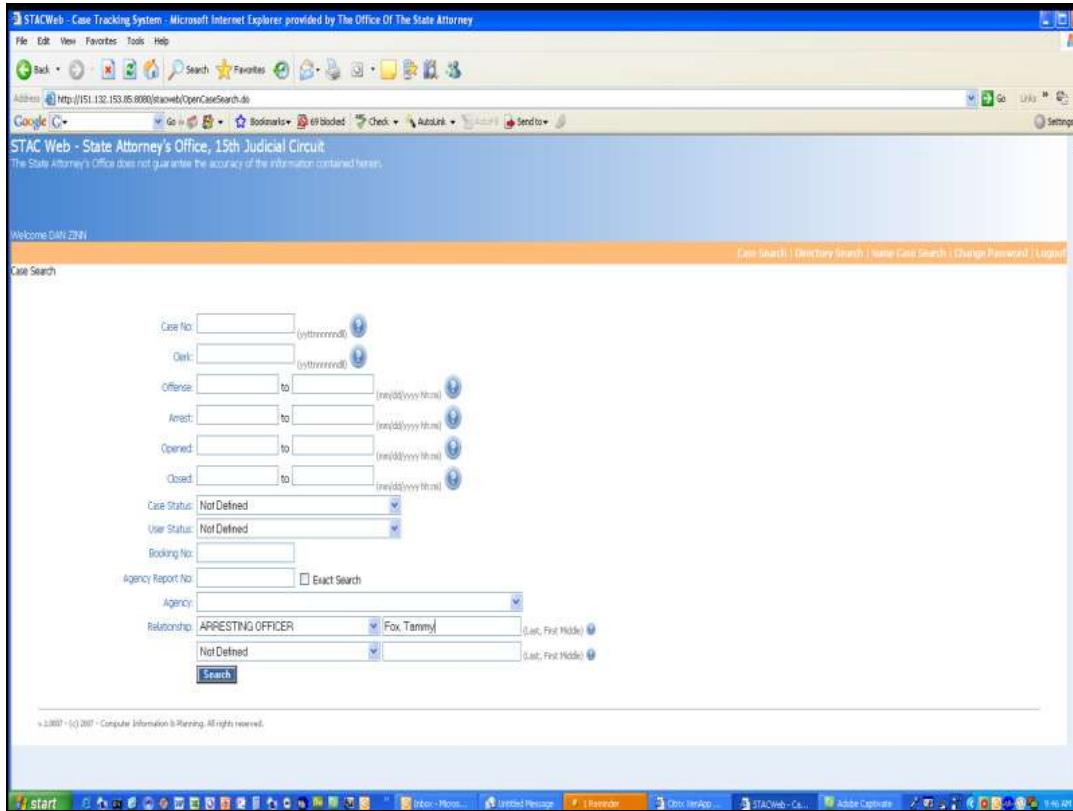 STACWeb - Case Tracking System - Microsoft Internet Explorer provided by The Office Of The State Attorney
File Edit View Favorites Tools Help
Back Search Favorites
Address http://151.132.153.85:8080/stacweb/OpenCaseSearch.do Go Links
Google Go Bookmarks 69 blocked Check AutoLink AutoFill Send to Settings
STAC Web - State Attorney's Office, 15th Judicial Circuit
The State Attorney's Office does not guarantee the accuracy of the information contained herein.
Welcome DAN ZINN
Case Search | Directory Search | Name Case Search | Change Password | Logout
Case Search
Case No:
Clerk:
Offense: to (mm/dd/yyyy hh:mi)
Arrest: to (mm/dd/yyyy hh:mi)
Opened: to (mm/dd/yyyy hh:mi)
Closed: to (mm/dd/yyyy hh:mi)
Case Status: Not Defined
User Status: Not Defined
Booking No:
Agency Report No: Exact Search
Agency:
Relationship: ARRESTING OFFICER Fox, Tammy (Last, First Middle)
Not Defined (Last, First Middle)
Search
(c) 2007 - Computer Information & Planning. All rights reserved.
start Inbox - Micros... Untitled Message 1 Reminder Citrix XenApp ... STACWeb - Ca... Adobe Captivate 9:46 AM